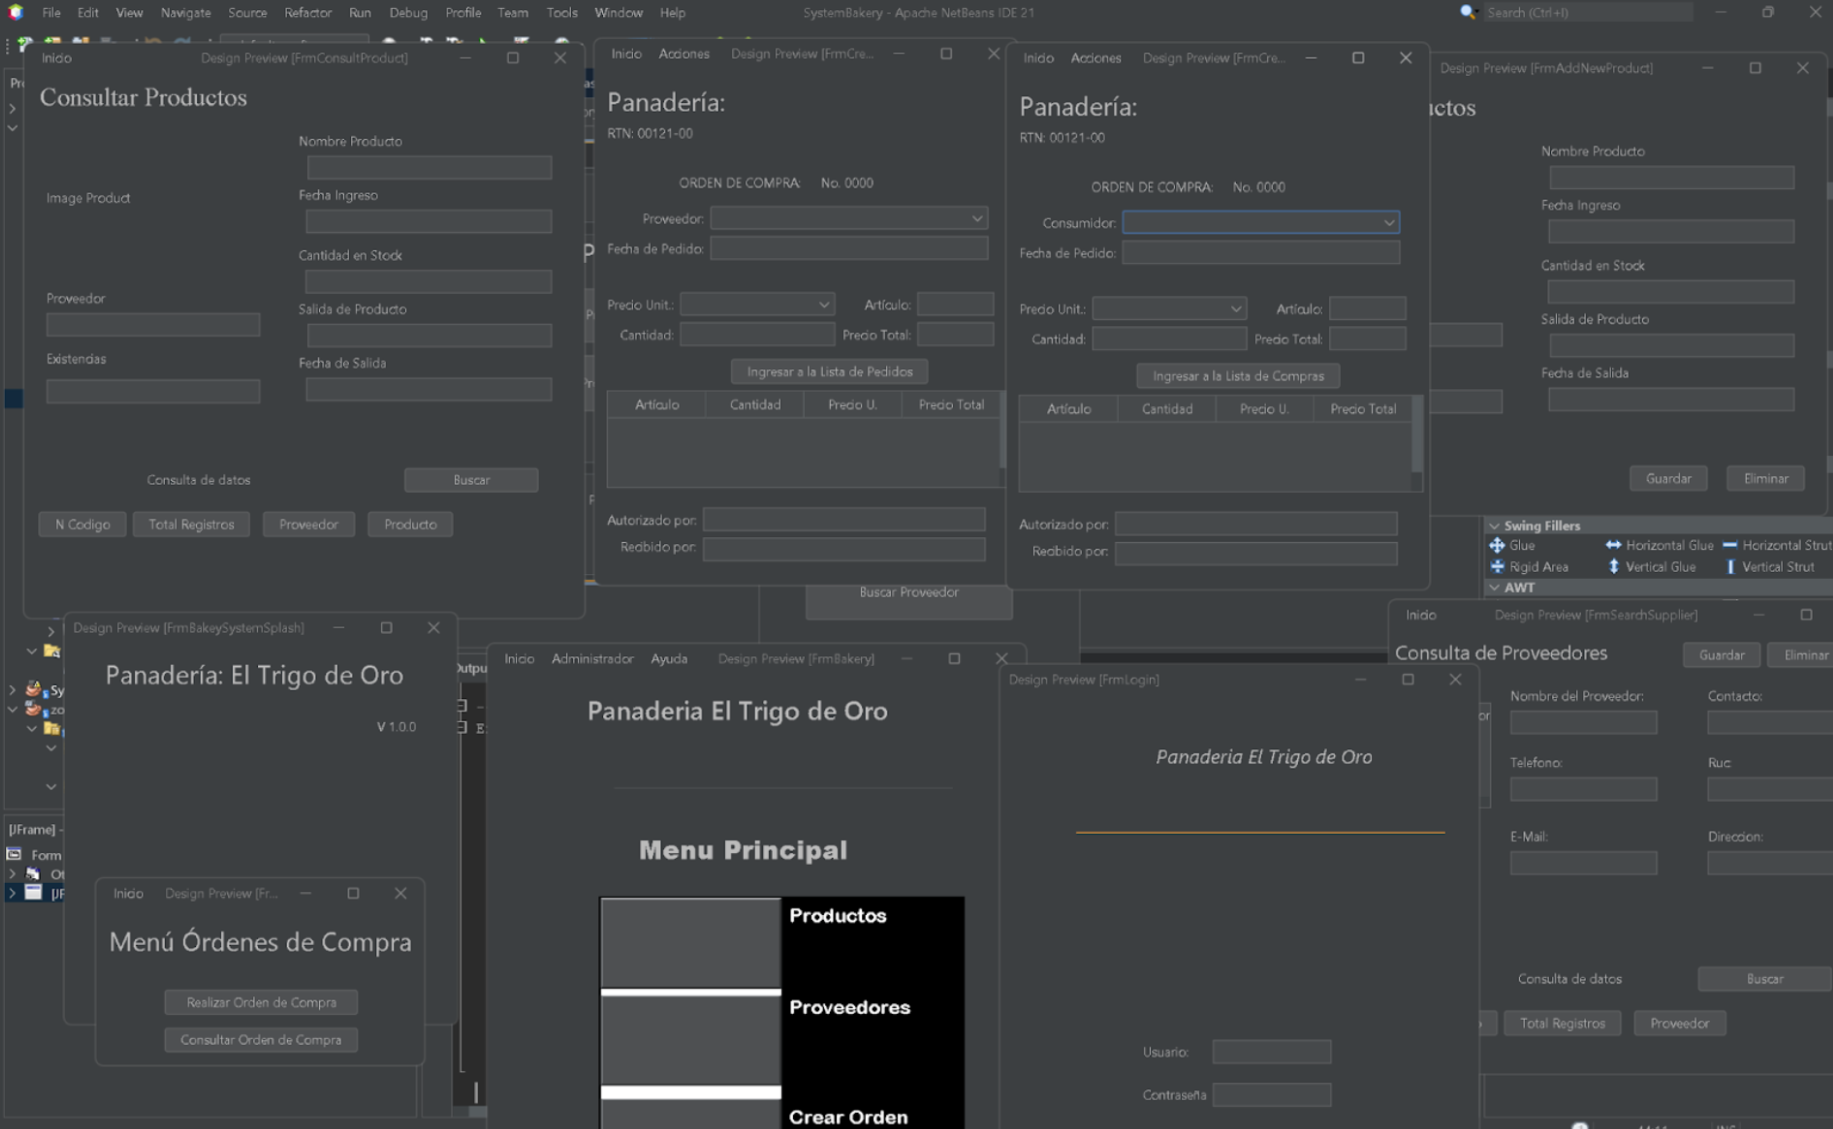 File Edit View Navigate Source Refactor Run Debug Profile Team Tools Window Help
SystemBakery - Apache NetBeans IDE 21
Search (Ctrl+I)
Inicio
Design Preview [FrmConsultProduct]
Consultar Productos
Nombre Producto
Image Product
Fecha Ingreso
Cantidad en Stock
Proveedor
Salida de Producto
Existencias
Fecha de Salida
Consulta de datos
Buscar
N Codigo
Total Registros
Proveedor
Producto
Inicio Acciones
Design Preview [FrmCre...
Panadería:
RTN: 00121-00
ORDEN DE COMPRA: No. 0000
Proveedor:
Fecha de Pedido:
Precio Unit.:
Artículo:
Cantidad:
Precio Total:
Ingresar a la Lista de Pedidos
Artículo Cantidad Precio U. Precio Total
Autorizado por:
Recibido por:
Inicio Acciones
Design Preview [FrmCre...
Panadería:
RTN: 00121-00
ORDEN DE COMPRA: No. 0000
Consumidor:
Fecha de Pedido:
Precio Unit.:
Artículo:
Cantidad:
Precio Total:
Ingresar a la Lista de Compras
Artículo Cantidad Precio U. Precio Total
Autorizado por:
Recibido por:
Design Preview [FrmAddNewProduct]
uctos
Nombre Producto
Fecha Ingreso
Cantidad en Stock
Salida de Producto
Fecha de Salida
Guardar
Eliminar
Swing Fillers
Glue Horizontal Glue Horizontal Strut
Rigid Area Vertical Glue Vertical Strut
AWT
Buscar Proveedor
Design Preview [FrmBakeySystemSplash]
Panadería: El Trigo de Oro
V 1.0.0
[JFrame] -
Form
Inicio
Design Preview [Fr...
Menú Órdenes de Compra
Realizar Orden de Compra
Consultar Orden de Compra
Outpu
Inicio Administrador Ayuda
Design Preview [FrmBakery]
Panaderia El Trigo de Oro
Menu Principal
Productos
Proveedores
Crear Orden
Design Preview [FrmLogin]
Panaderia El Trigo de Oro
Usuario:
Contraseña
Inicio
Design Preview [FrmSearchSupplier]
Consulta de Proveedores
Guardar
Eliminar
Nombre del Proveedor:
Contacto:
Telefono:
Ruc:
E-Mail:
Direccion:
Consulta de datos
Buscar
Total Registros
Proveedor